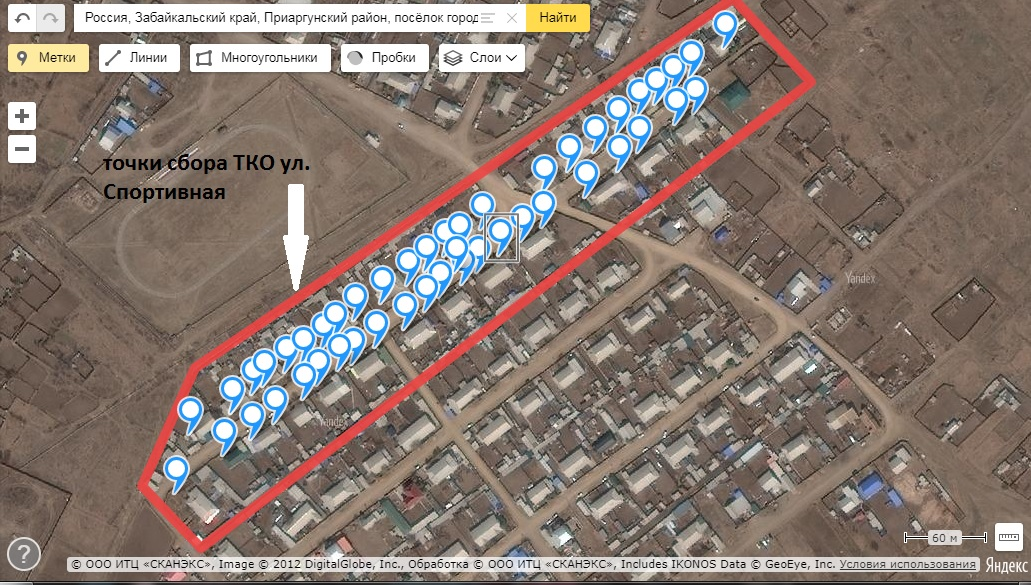 Россия, Забайкальский край, Приаргунский район, посёлок город
Найти
Метки
Линии
Многоугольники
Пробки
Слои
точки сбора ТКО ул.
Спортивная
Yandex
© Yandex
60 м
?
© ООО ИТЦ «СКАНЭКС», Image © 2012 DigitalGlobe, Inc., Обработка © ООО ИТЦ «СКАНЭКС», Includes IKONOS Data © GeoEye, Inc. Условия использования
Яндекс